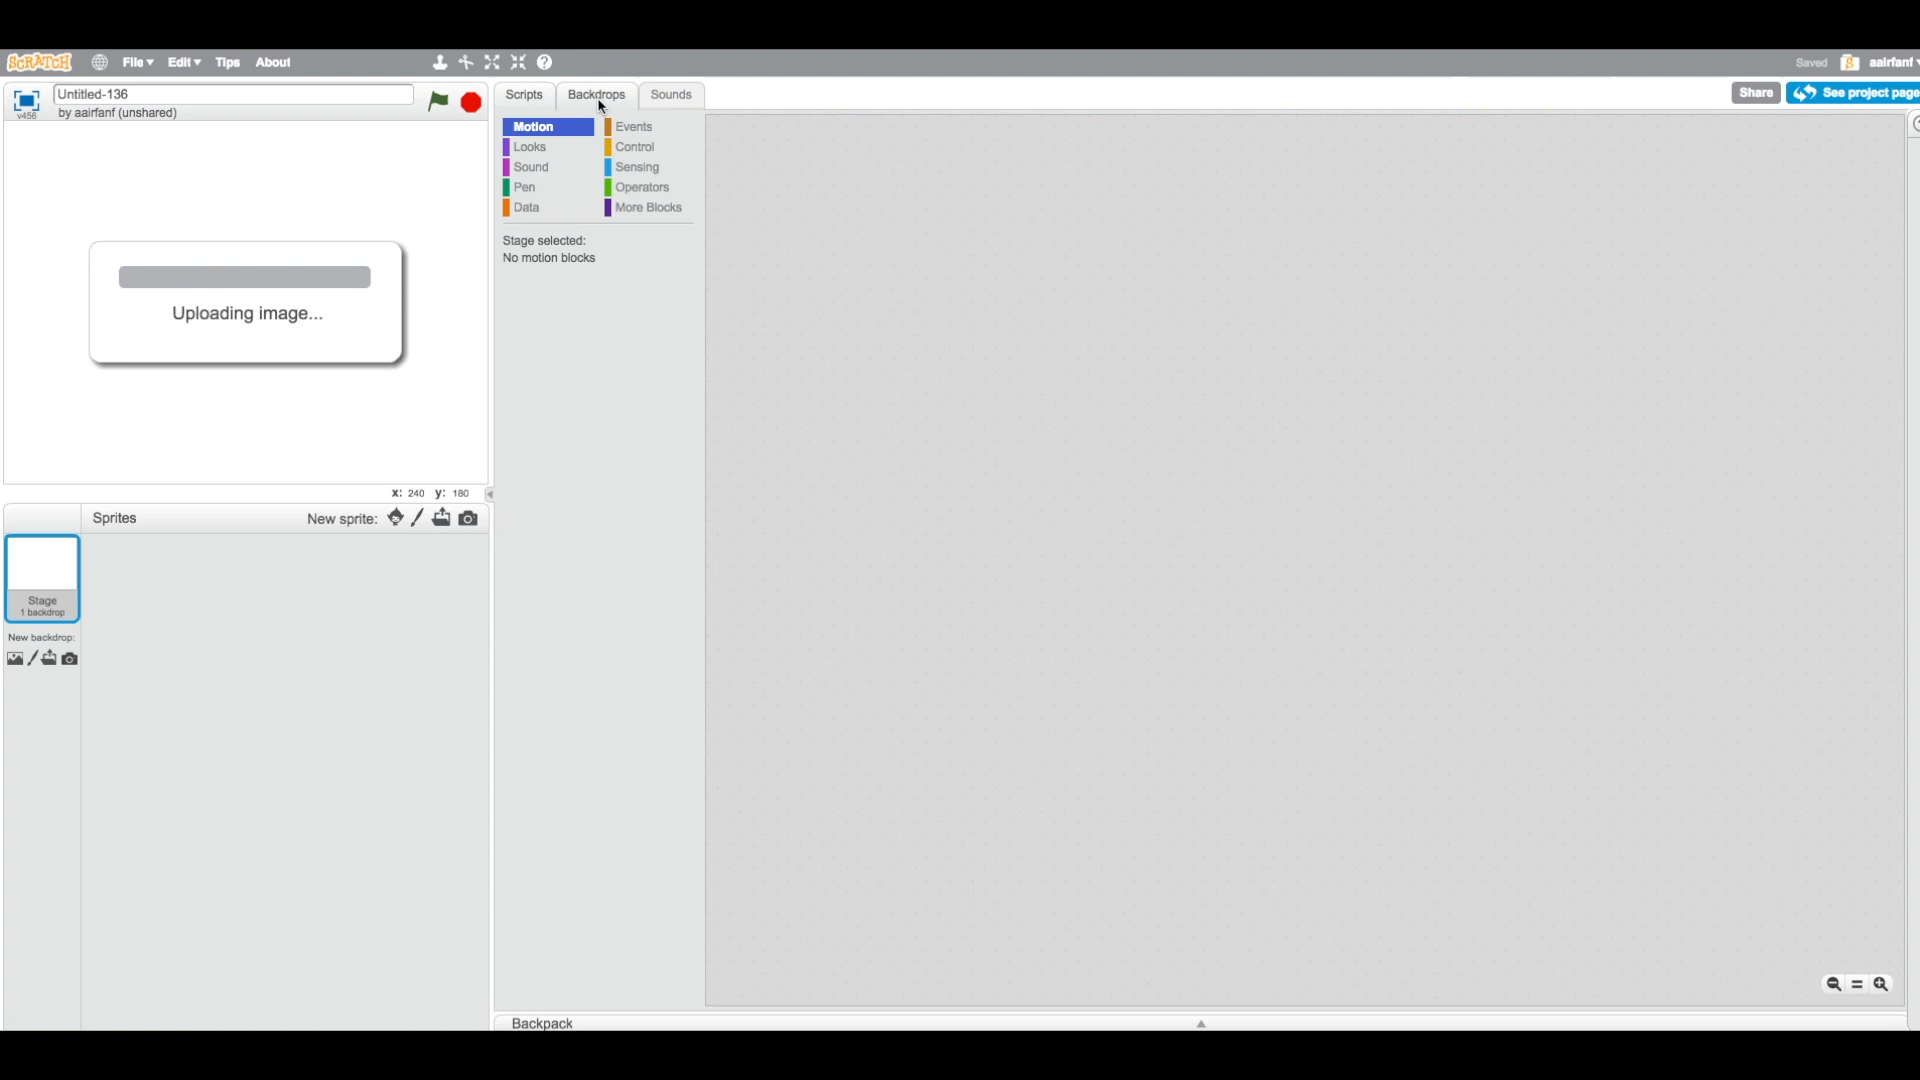 SCRATCH File Edit Tips About
Saved aairfanf
v456
Untitled-136
by aairfanf (unshared)
Scripts Backdrops Sounds
Share See project page
Motion Events
Looks Control
Sound Sensing
Pen Operators
Data More Blocks
Stage selected:
No motion blocks
Uploading image...
x: 240 y: 180
Sprites New sprite:
Stage
1 backdrop
New backdrop:
Backpack